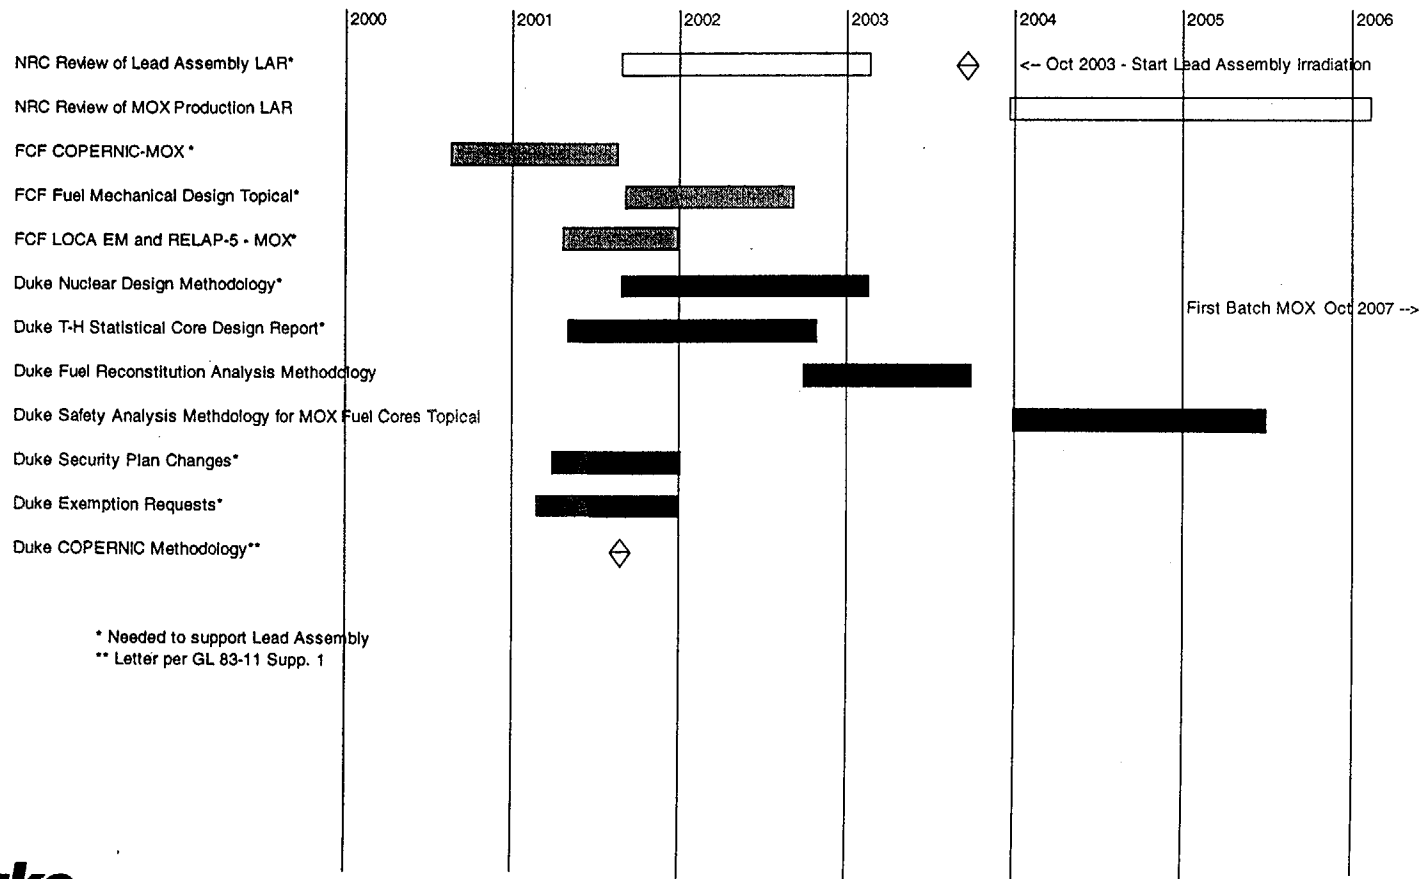 2000 2001 2002 2003 2004 2005 2006
NRC Review of Lead Assembly LAR* <-- Oct 2003 - Start Lead Assembly Irradiation
NRC Review of MOX Production LAR
FCF COPERNIC-MOX *
FCF Fuel Mechanical Design Topical*
FCF LOCA EM and RELAP-5 - MOX*
Duke Nuclear Design Methodology*
First Batch MOX Oct 2007 -->
Duke T-H Statistical Core Design Report*
Duke Fuel Reconstitution Analysis Methodology
Duke Safety Analysis Methdology for MOX Fuel Cores Topical
Duke Security Plan Changes*
Duke Exemption Requests*
Duke COPERNIC Methodology**
* Needed to support Lead Assembly
** Letter per GL 83-11 Supp. 1